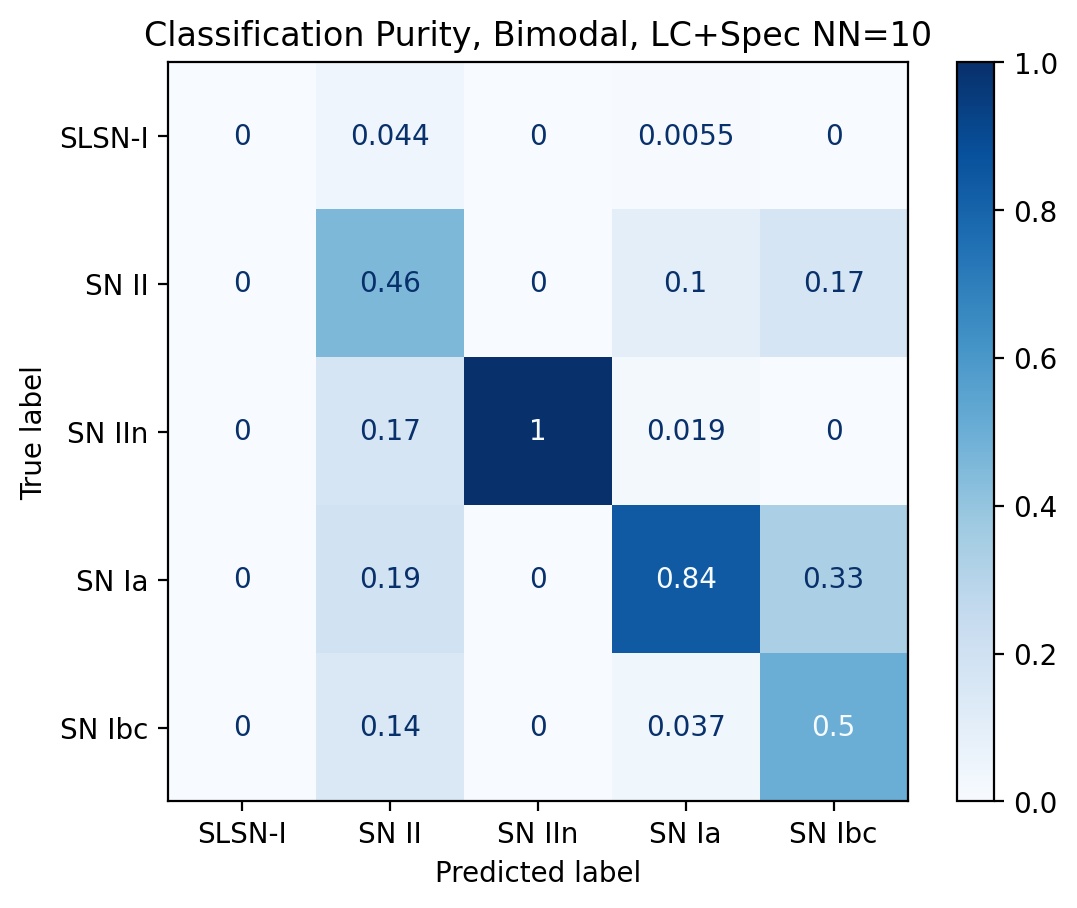 Classification Purity, Bimodal, LC+Spec NN=10
SLSN-I 0 0.044 0 0.0055 0
SN II 0 0.46 0 0.1 0.17
SN IIn 0 0.17 1 0.019 0
SN Ia 0 0.19 0 0.84 0.33
SN Ibc 0 0.14 0 0.037 0.5
True label
SLSN-I SN II SN IIn SN Ia SN Ibc
Predicted label
1.0
0.8
0.6
0.4
0.2
0.0